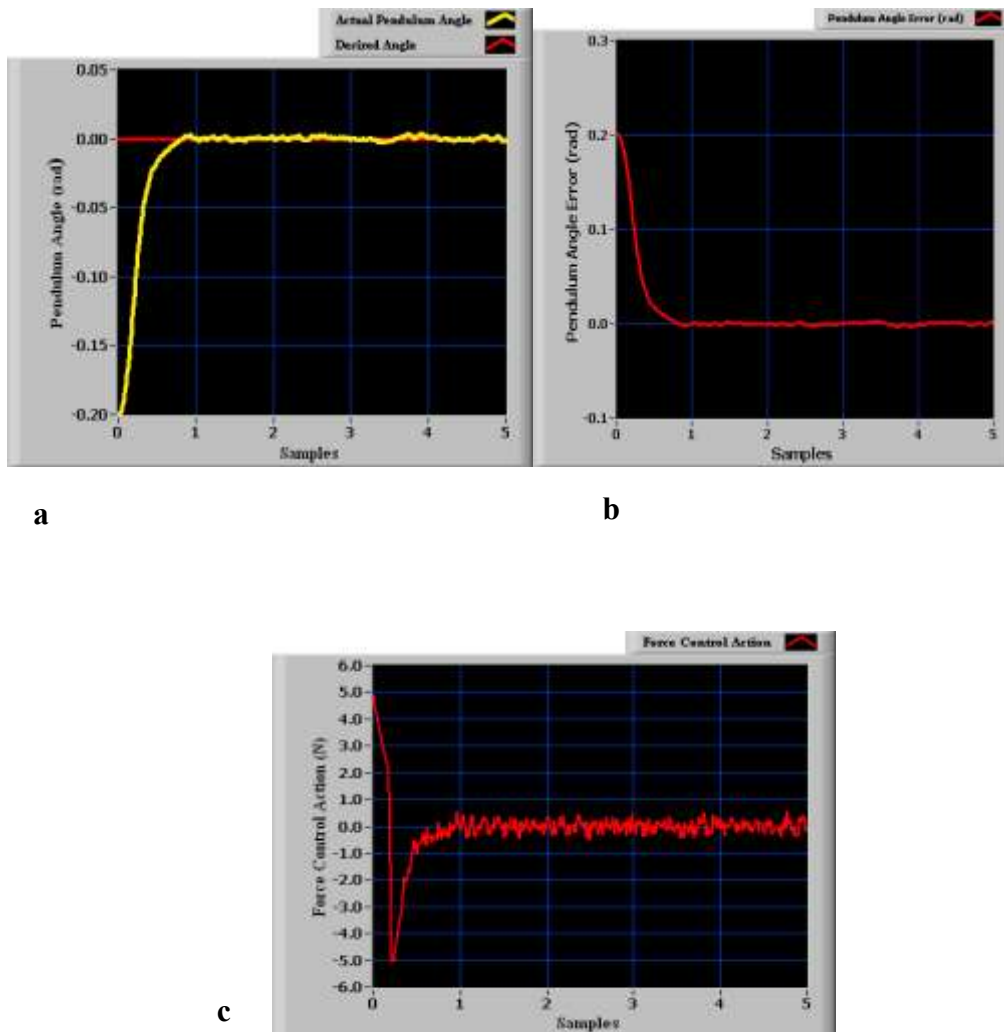 Actual Pendulum Angle
Derized Angle
0.05
0.00
-0.05
-0.10
-0.15
-0.20
Pendulum Angle (rad)
0 1 2 3 4 5
Samples
a
Pendulum Angle Error (rad)
0.3
0.2
0.1
0.0
-0.1
Pendulum Angle Error (rad)
0 1 2 3 4 5
Samples
b
Force Control Action
6.0
5.0
4.0
3.0
2.0
1.0
0.0
-1.0
-2.0
-3.0
-4.0
-5.0
-6.0
Force Control Action (N)
0 1 2 3 4 5
Samples
c